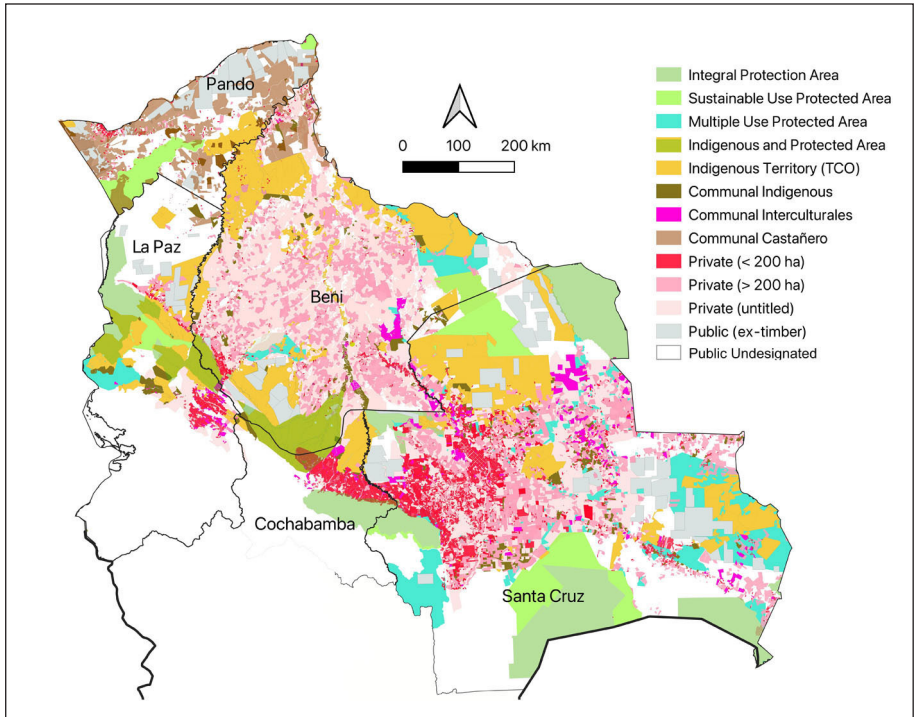 Pando
La Paz
Beni
Cochabamba
Santa Cruz
0 100 200 km
Integral Protection Area
Sustainable Use Protected Area
Multiple Use Protected Area
Indigenous and Protected Area
Indigenous Territory (TCO)
Communal Indigenous
Communal Interculturales
Communal Castañero
Private (< 200 ha)
Private (> 200 ha)
Private (untitled)
Public (ex-timber)
Public Undesignated